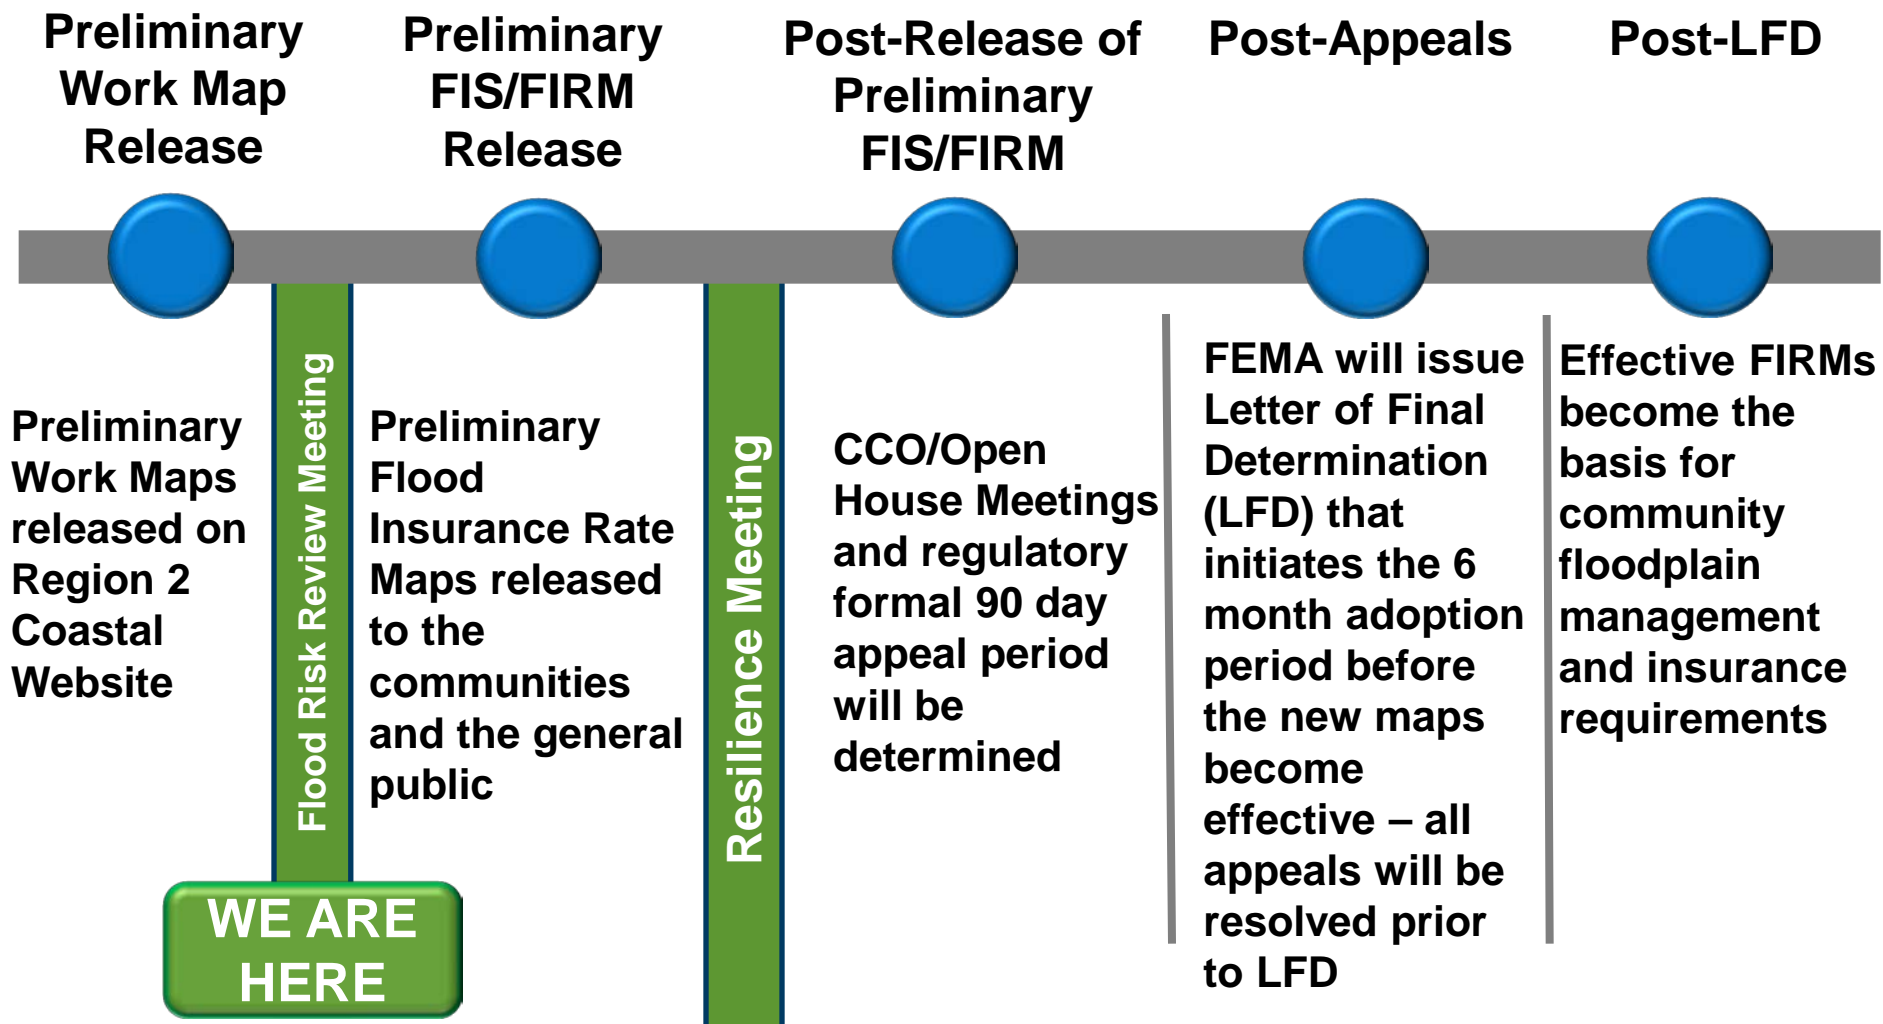 Preliminary
Work Map
Release
Preliminary
FIS/FIRM
Release
Post-Release of
Preliminary
FIS/FIRM
Post-Appeals
Post-LFD
Preliminary
Work Maps
released on
Region 2
Coastal
Website
Flood Risk Review Meeting
WE ARE
HERE
Preliminary
Flood
Insurance Rate
Maps released
to the
communities
and the general
public
Resilience Meeting
CCO/Open
House Meetings
and regulatory
formal 90 day
appeal period
will be
determined
FEMA will issue
Letter of Final
Determination
(LFD) that
initiates the 6
month adoption
period before
the new maps
become
effective – all
appeals will be
resolved prior
to LFD
Effective FIRMs
become the
basis for
community
floodplain
management
and insurance
requirements